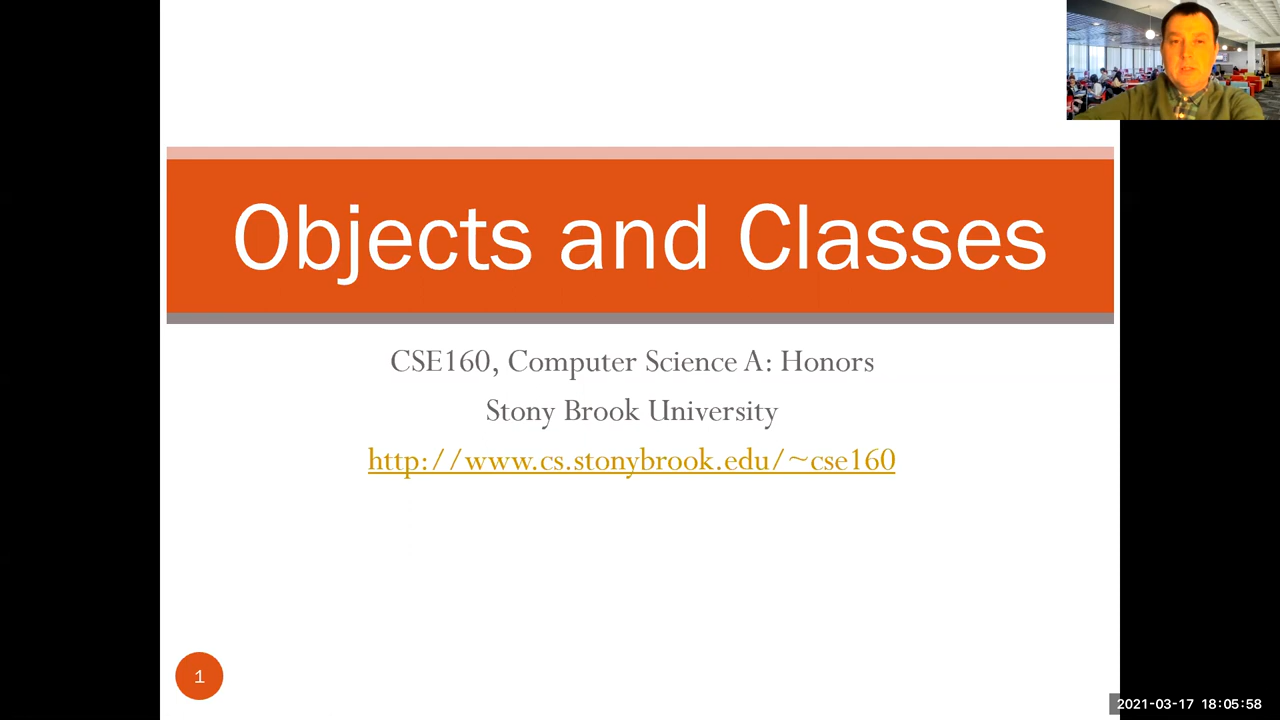 Objects and Classes
CSE160, Computer Science A: Honors
Stony Brook University
http://www.cs.stonybrook.edu/~cse160
1
2021-03-17 18:05:58